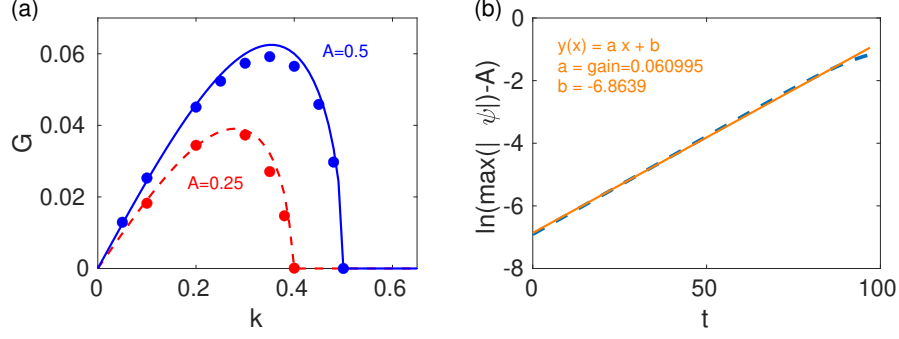 (a)
0.06
0.04
0.02
0
G
A=0.5
A=0.25
0 0.2 0.4 0.6
k
(b)
0
-2
-4
-6
-8
ln(max(| ψ|)-A)
y(x) = a x + b
a = gain=0.060995
b = -6.8639
0 50 100
t